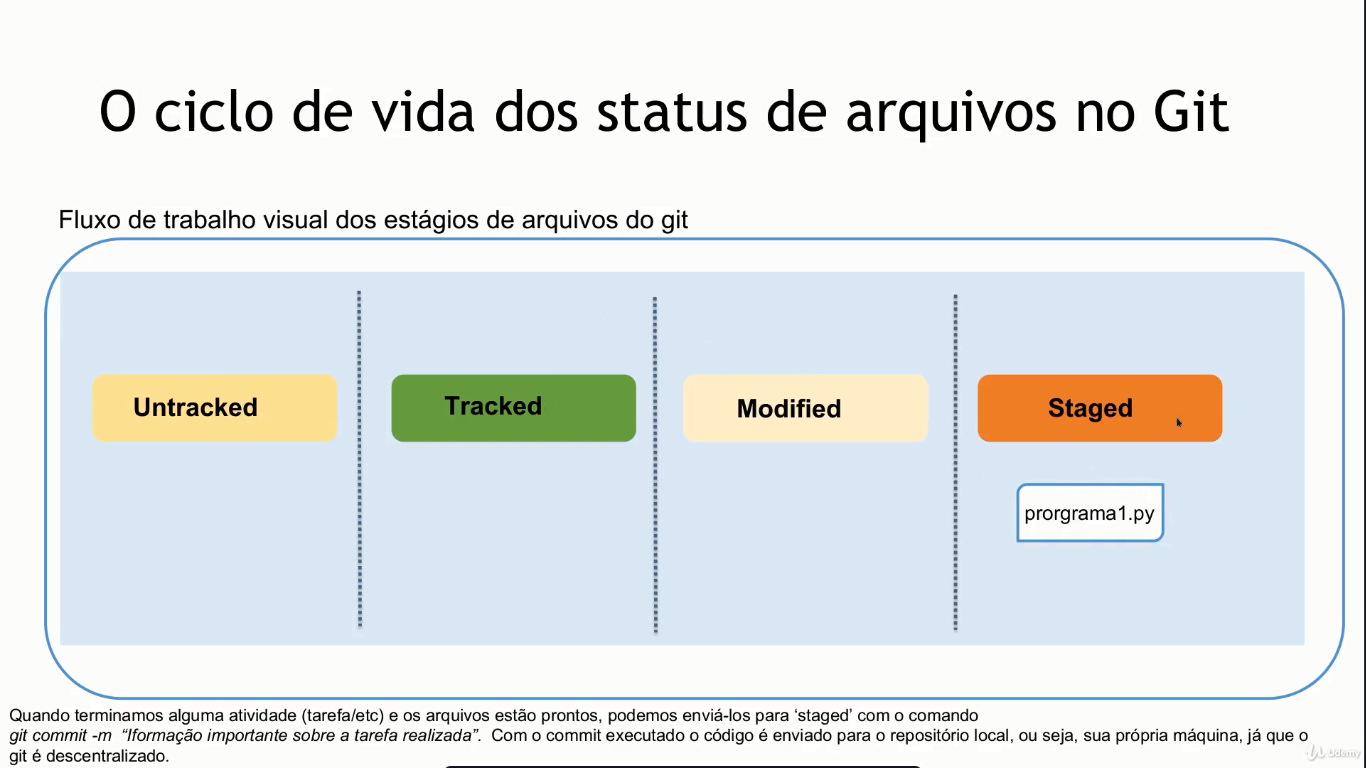 O ciclo de vida dos status de arquivos no Git
Fluxo de trabalho visual dos estágios de arquivos do git
Untracked
Tracked
Modified
Staged
prorgrama1.py
Quando terminamos alguma atividade (tarefa/etc) e os arquivos estão prontos, podemos enviá-los para ‘staged’ com o comando
git commit -m “Iformação importante sobre a tarefa realizada”. Com o commit executado o código é enviado para o repositório local, ou seja, sua própria máquina, já que o
git é descentralizado.
Udemy